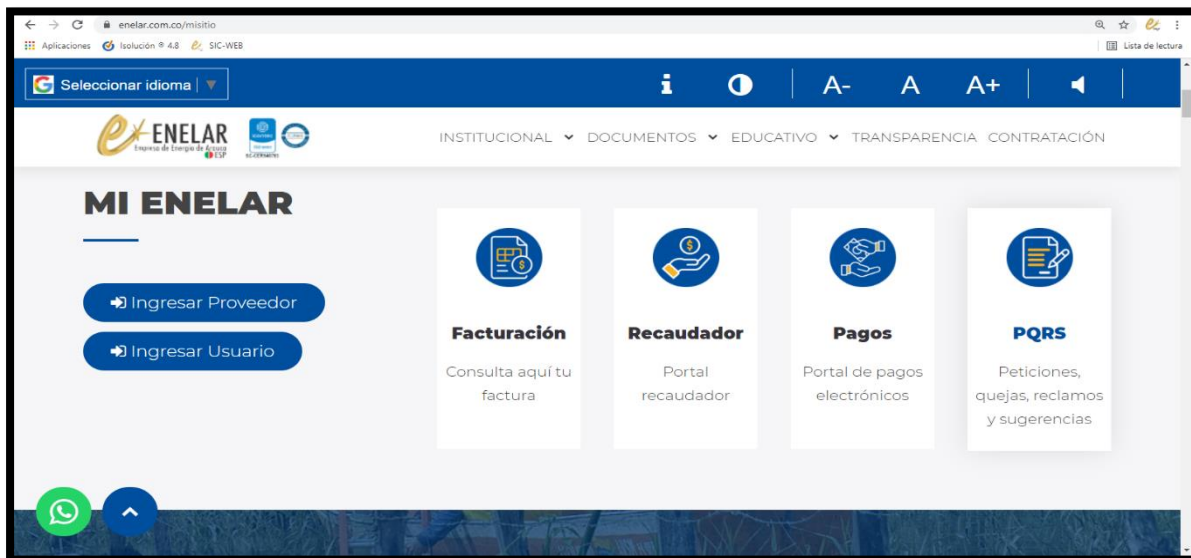 enelar.com.co/misitio
Aplicaciones Isolución ® 4.8 SIC-WEB Lista de lectura
Seleccionar idioma ▼ A- A A+
ENELAR
Empresa de Energía de Arauca
ESP
INSTITUCIONAL DOCUMENTOS EDUCATIVO TRANSPARENCIA CONTRATACIÓN
MI ENELAR
Ingresar Proveedor
Ingresar Usuario
Facturación
Consulta aquí tu
factura
Recaudador
Portal
recaudador
Pagos
Portal de pagos
electrónicos
PQRS
Peticiones,
quejas, reclamos
y sugerencias